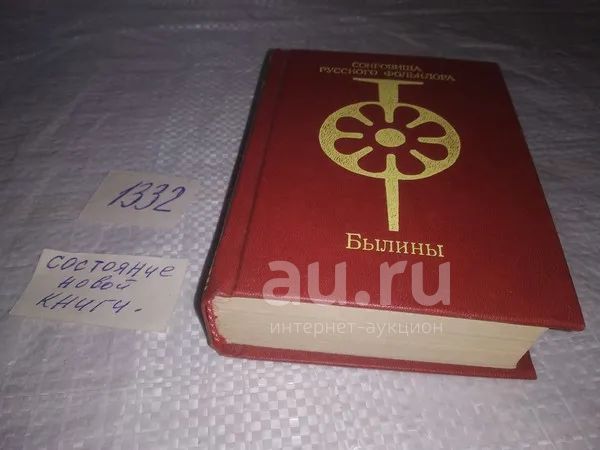 СОКРОВИЩА
РУССКОГО ФОЛЬКЛОРА
Былины
1332
состояние
новой
книги.
au.ru
интернет-аукцион